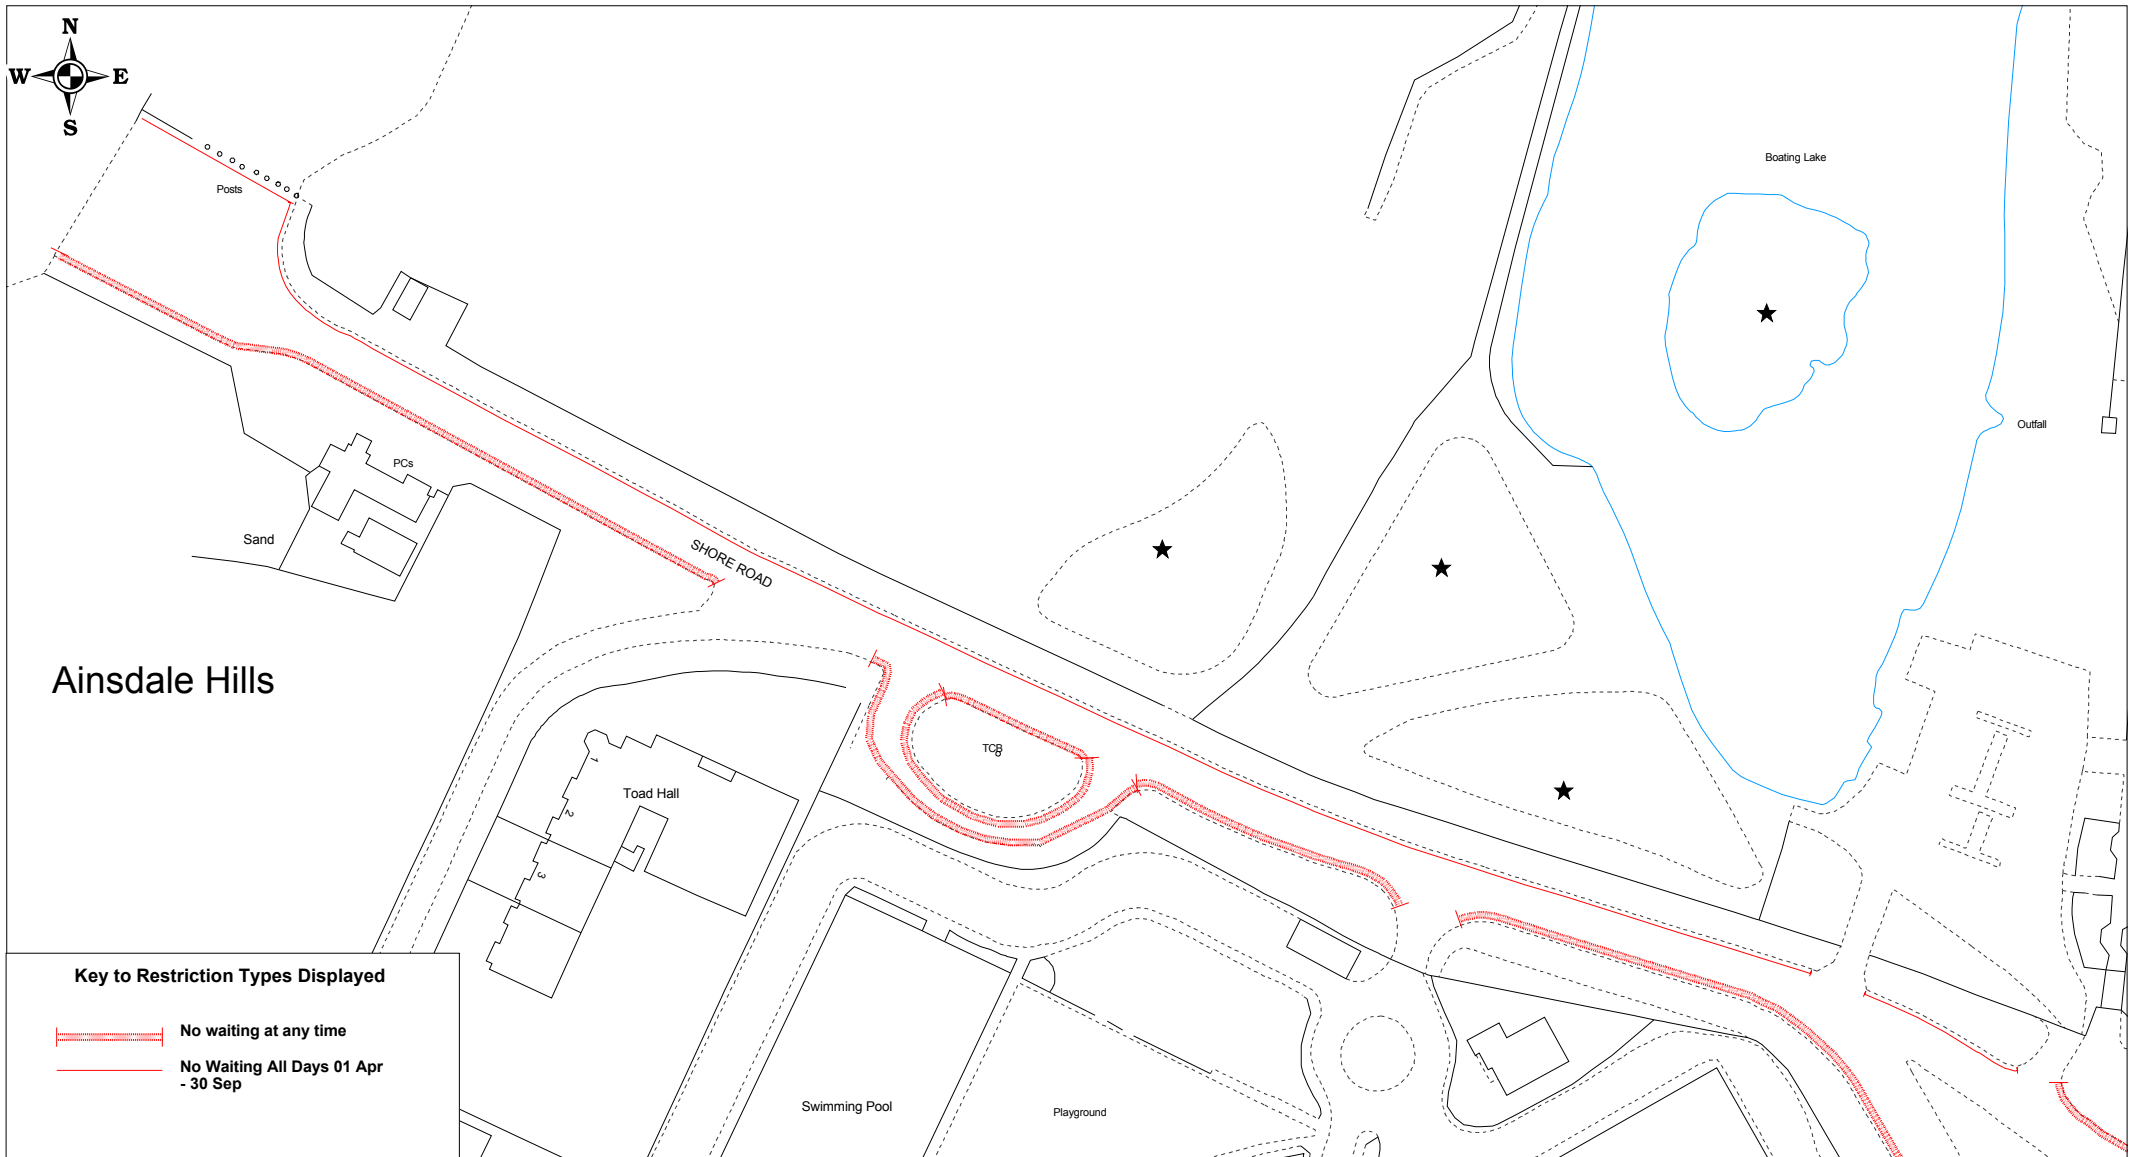 N
W E
S
Boating Lake
Posts
Outfall
PCs
Sand
SHORE ROAD
Ainsdale Hills
TCB
1
Toad Hall
2
3
Key to Restriction Types Displayed
No waiting at any time
No Waiting All Days 01 Apr
- 30 Sep
Swimming Pool
Playground